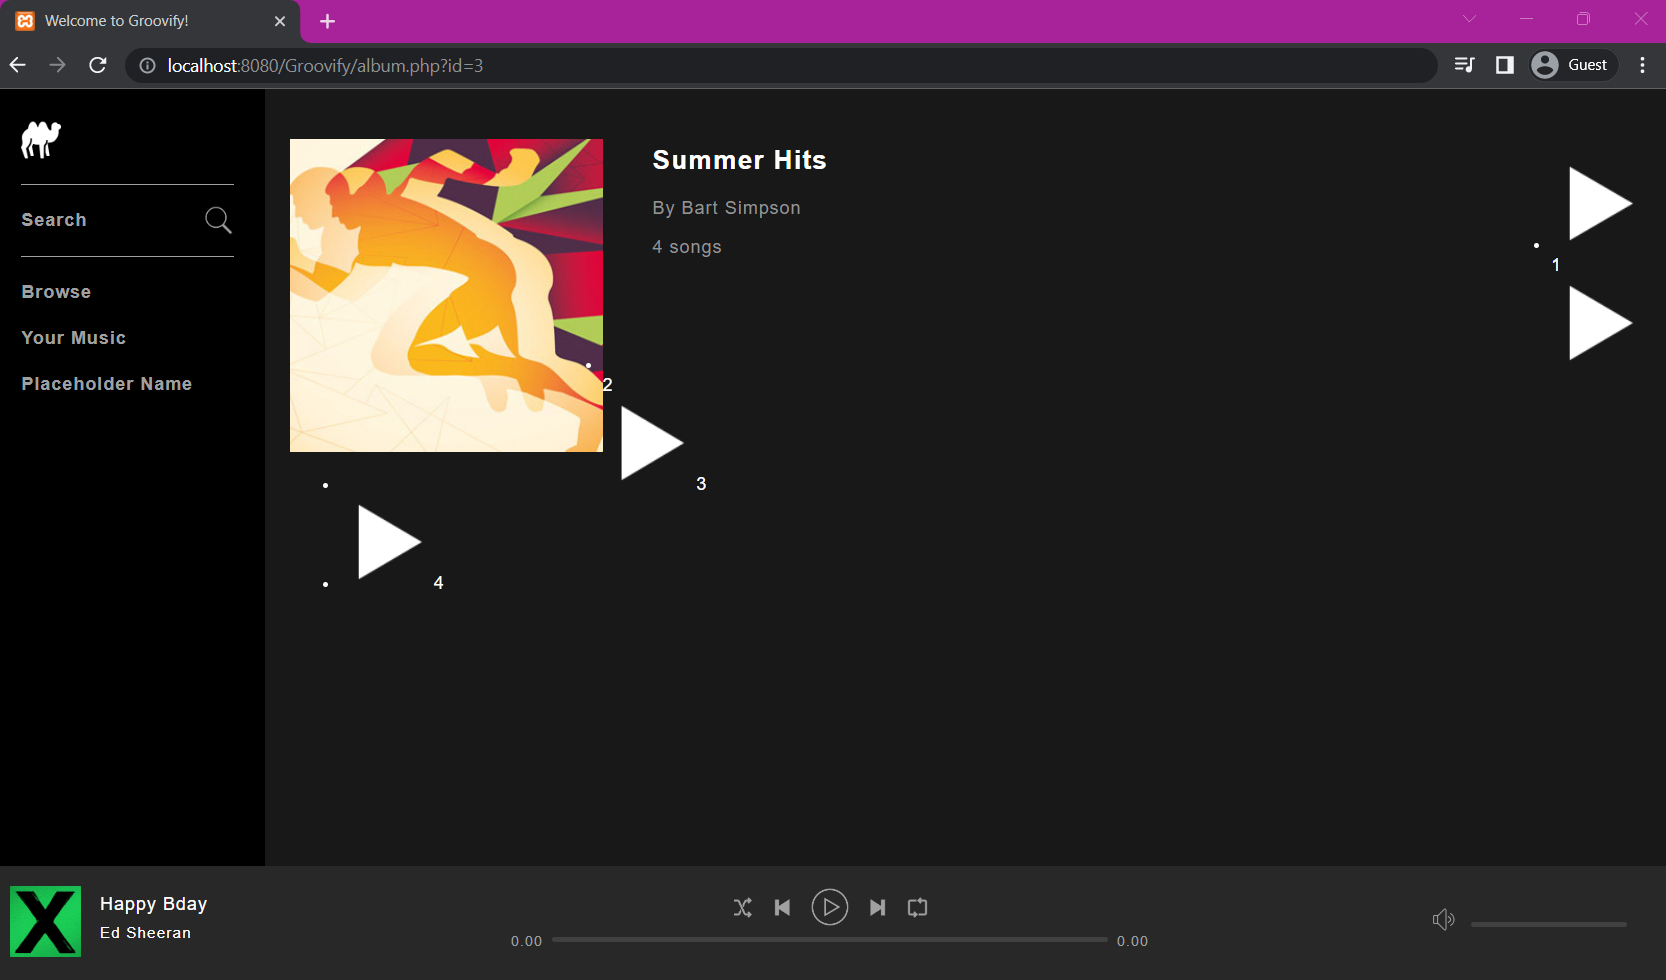 Welcome to Groovify!
localhost:8080/Groovify/album.php?id=3
Guest
Search
Browse
Your Music
Placeholder Name
Summer Hits
By Bart Simpson
4 songs
1
2
3
4
Happy Bday
Ed Sheeran
0.00
0.00